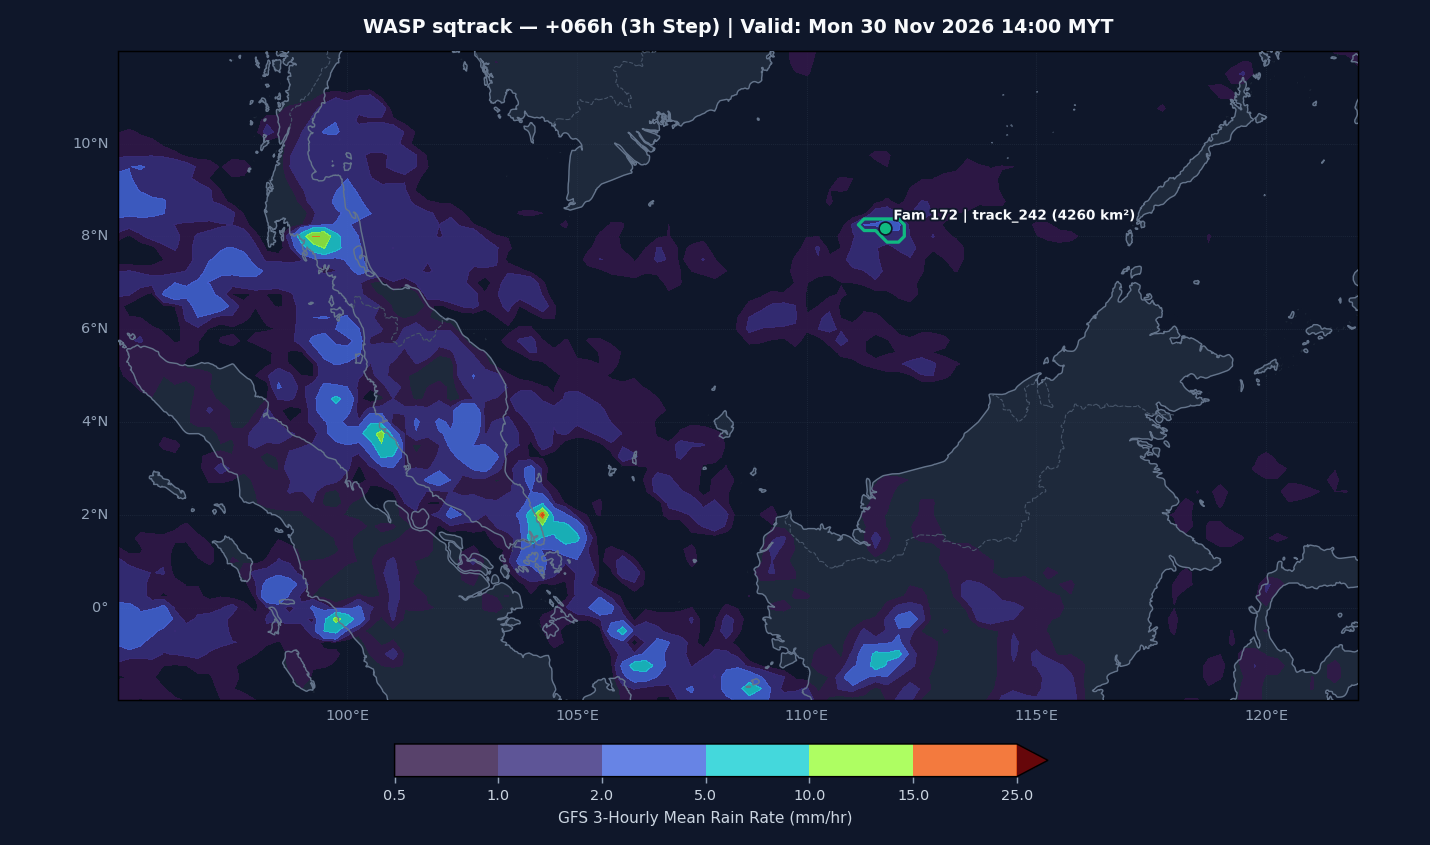 WASP sqtrack — +066h (3h Step) | Valid: Mon 30 Nov 2026 14:00 MYT
10°N
8°N
6°N
4°N
2°N
0°
Fam 172 | track_242 (4260 km²)
100°E 105°E 110°E 115°E 120°E
0.5 1.0 2.0 5.0 10.0 15.0 25.0
GFS 3-Hourly Mean Rain Rate (mm/hr)